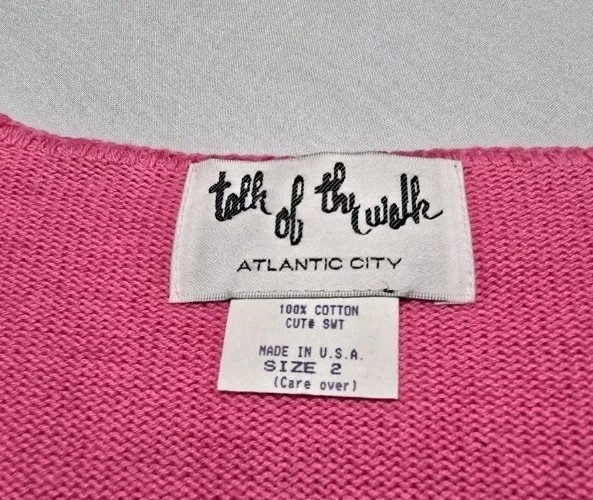 talk of the walk
ATLANTIC CITY
100% COTTON
CUT# SWT
MADE IN U.S.A.
SIZE 2
(Care over)